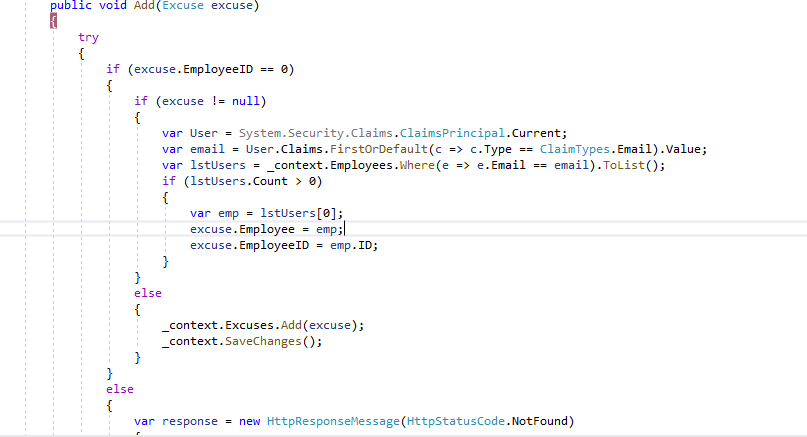 public void Add(Excuse excuse)
{
try
{
if (excuse.EmployeeID == 0)
{
if (excuse != null)
{
var User = System.Security.Claims.ClaimsPrincipal.Current;
var email = User.Claims.FirstOrDefault(c => c.Type == ClaimTypes.Email).Value;
var lstUsers = _context.Employees.Where(e => e.Email == email).ToList();
if (lstUsers.Count > 0)
{
var emp = lstUsers[0];
excuse.Employee = emp;
excuse.EmployeeID = emp.ID;
}
}
else
{
_context.Excuses.Add(excuse);
_context.SaveChanges();
}
}
else
{
var response = new HttpResponseMessage(HttpStatusCode.NotFound)
{